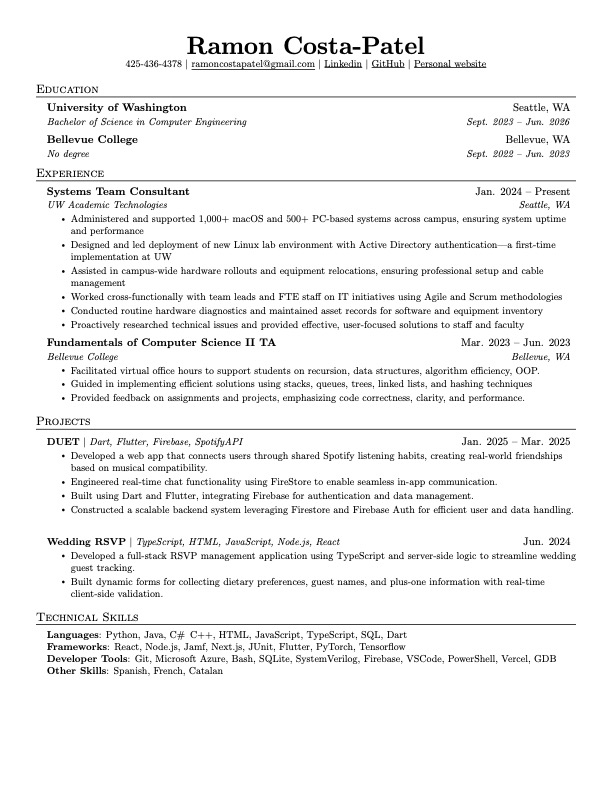 Ramon Costa-Patel
425-436-4378 | ramoncostapatel@gmail.com | Linkedin | GitHub | Personal website
Education
University of Washington Seattle, WA
Bachelor of Science in Computer Engineering Sept. 2023 – Jun. 2026
Bellevue College Bellevue, WA
No degree Sept. 2022 – Jun. 2023
Experience
Systems Team Consultant Jan. 2024 – Present
UW Academic Technologies Seattle, WA
• Administered and supported 1,000+ macOS and 500+ PC-based systems across campus, ensuring system uptime
and performance
• Designed and led deployment of new Linux lab environment with Active Directory authentication—a first-time
implementation at UW
• Assisted in campus-wide hardware rollouts and equipment relocations, ensuring professional setup and cable
management
• Worked cross-functionally with team leads and FTE staff on IT initiatives using Agile and Scrum methodologies
• Conducted routine hardware diagnostics and maintained asset records for software and equipment inventory
• Proactively researched technical issues and provided effective, user-focused solutions to staff and faculty
Fundamentals of Computer Science II TA Mar. 2023 – Jun. 2023
Bellevue College Bellevue, WA
• Facilitated virtual office hours to support students on recursion, data structures, algorithm efficiency, OOP.
• Guided in implementing efficient solutions using stacks, queues, trees, linked lists, and hashing techniques
• Provided feedback on assignments and projects, emphasizing code correctness, clarity, and performance.
Projects
DUET | Dart, Flutter, Firebase, SpotifyAPI Jan. 2025 – Mar. 2025
• Developed a web app that connects users through shared Spotify listening habits, creating real-world friendships
based on musical compatibility.
• Engineered real-time chat functionality using FireStore to enable seamless in-app communication.
• Built using Dart and Flutter, integrating Firebase for authentication and data management.
• Constructed a scalable backend system leveraging Firestore and Firebase Auth for efficient user and data handling.
Wedding RSVP | TypeScript, HTML, JavaScript, Node.js, React Jun. 2024
• Developed a full-stack RSVP management application using TypeScript and server-side logic to streamline wedding
guest tracking.
• Built dynamic forms for collecting dietary preferences, guest names, and plus-one information with real-time
client-side validation.
Technical Skills
Languages: Python, Java, C# C++, HTML, JavaScript, TypeScript, SQL, Dart
Frameworks: React, Node.js, Jamf, Next.js, JUnit, Flutter, PyTorch, Tensorflow
Developer Tools: Git, Microsoft Azure, Bash, SQLite, SystemVerilog, Firebase, VSCode, PowerShell, Vercel, GDB
Other Skills: Spanish, French, Catalan